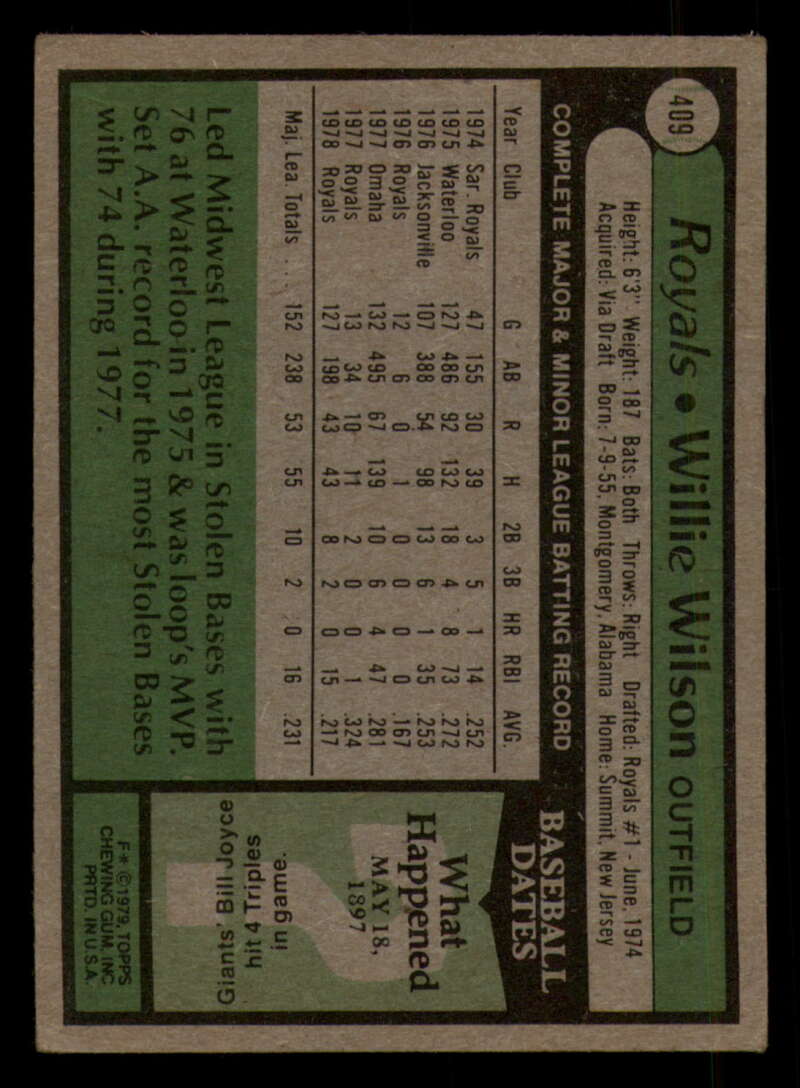 409
Royals • Willie Wilson OUTFIELD
Height: 6'3" Weight: 187 Bats: Both Throws: Right Drafted: Royals #1 - June, 1974
Acquired: Via Draft Born: 7-9-55, Montgomery, Alabama Home: Summit, New Jersey
COMPLETE MAJOR & MINOR LEAGUE BATTING RECORD
Year Club G AB R H 2B 3B HR RBI AVG.
1974 Sar. Royals 47 155 30 39 3 5 1 14 .252
1975 Waterloo 127 486 92 132 18 4 8 73 .272
1976 Jacksonville 107 388 54 98 13 6 1 35 .253
1976 Royals 12 6 0 1 0 0 0 0 .167
1977 Omaha 132 495 67 139 10 6 4 47 .281
1977 Royals 13 34 10 11 2 0 0 1 .324
1978 Royals 127 198 43 43 8 2 0 15 .217
Maj. Lea. Totals . . . 152 238 53 55 10 2 0 16 .231
Led Midwest League in Stolen Bases with
76 at Waterloo in 1975 & was loop's MVP.
Set A.A. record for the most Stolen Bases
with 74 during 1977.
BASEBALL
DATES
What
Happened
MAY 18,
1897
Giants' Bill Joyce
hit 4 Triples
in game.
F* ©1979, TOPPS
CHEWING GUM, INC
PRTD. IN U.S.A.